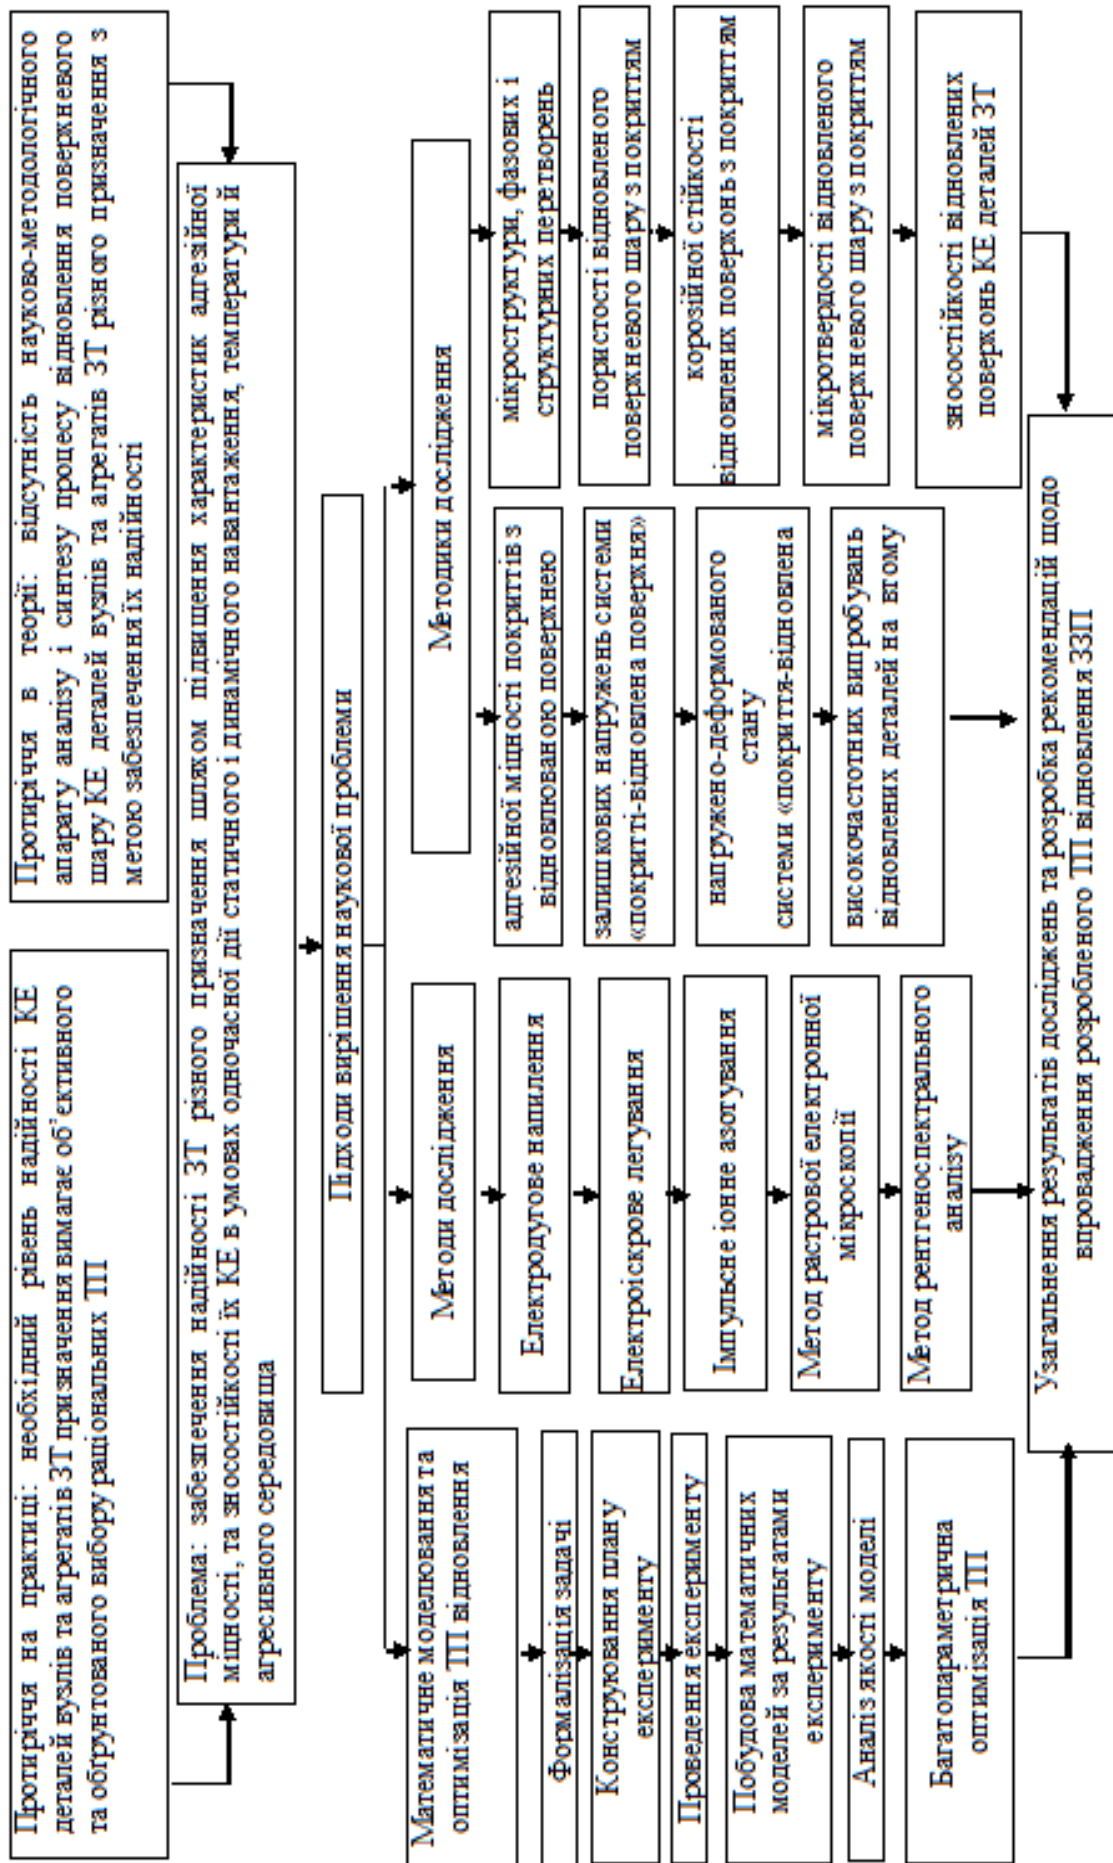 Протиріччя на практиці: необхідний рівень надійності КЕ
деталей вузлів та агрегатів ЗТ призначення вимагає об’єктивного
та обґрунтованого вибору раціональних ТП
Протиріччя в теорії: відсутність науково-методологічного
апарату аналізу і синтезу процесу відновлення поверхневого
шару КЕ деталей вузлів та агрегатів ЗТ різного призначення з
метою забезпечення їх надійності
Проблема: забезпечення надійності ЗТ різного призначення шляхом підвищення характеристик адгезійної
міцності, та зносостійкості їх КЕ в умовах одночасної дії статичного і динамічного навантаження, температури й
агресивного середовища
Підходи вирішення наукової проблеми
Математичне моделювання та
оптимізація ТП відновлення
Формалізація задачі
Конструювання плану
експерименту
Проведення експерименту
Побудова математичних
моделей за результатами
експерименту
Аналіз якості моделі
Багатопараметрична
оптимізація ТП
Методи дослідження
Електродугове напилення
Електроіскрове легування
Імпульсне іонне азотування
Метод растрової електронної
мікроскопії
Метод рентгеноспектрального
аналізу
Методики дослідження
адгезійної міцності покриттів з
відновлюваною поверхнею
залишкових напружень системи
«покритті-відновлена поверхня»
напружено-деформованого
стану
системи «покриття-відновлена
високочастотних випробувань
відновлених деталей на втому
мікроструктури, фазових і
структурних перетворень
пористості відновленого
поверхневого шару з покриттям
корозійної стійкості
відновлених поверхонь з покриттям
мікротвердості відновленого
поверхневого шару з покриттям
зносостійкості відновлених
поверхонь КЕ деталей ЗТ
Узагальнення результатів досліджень та розробка рекомендацій щодо
впровадження розробленого ТП відновлення ЗЗП